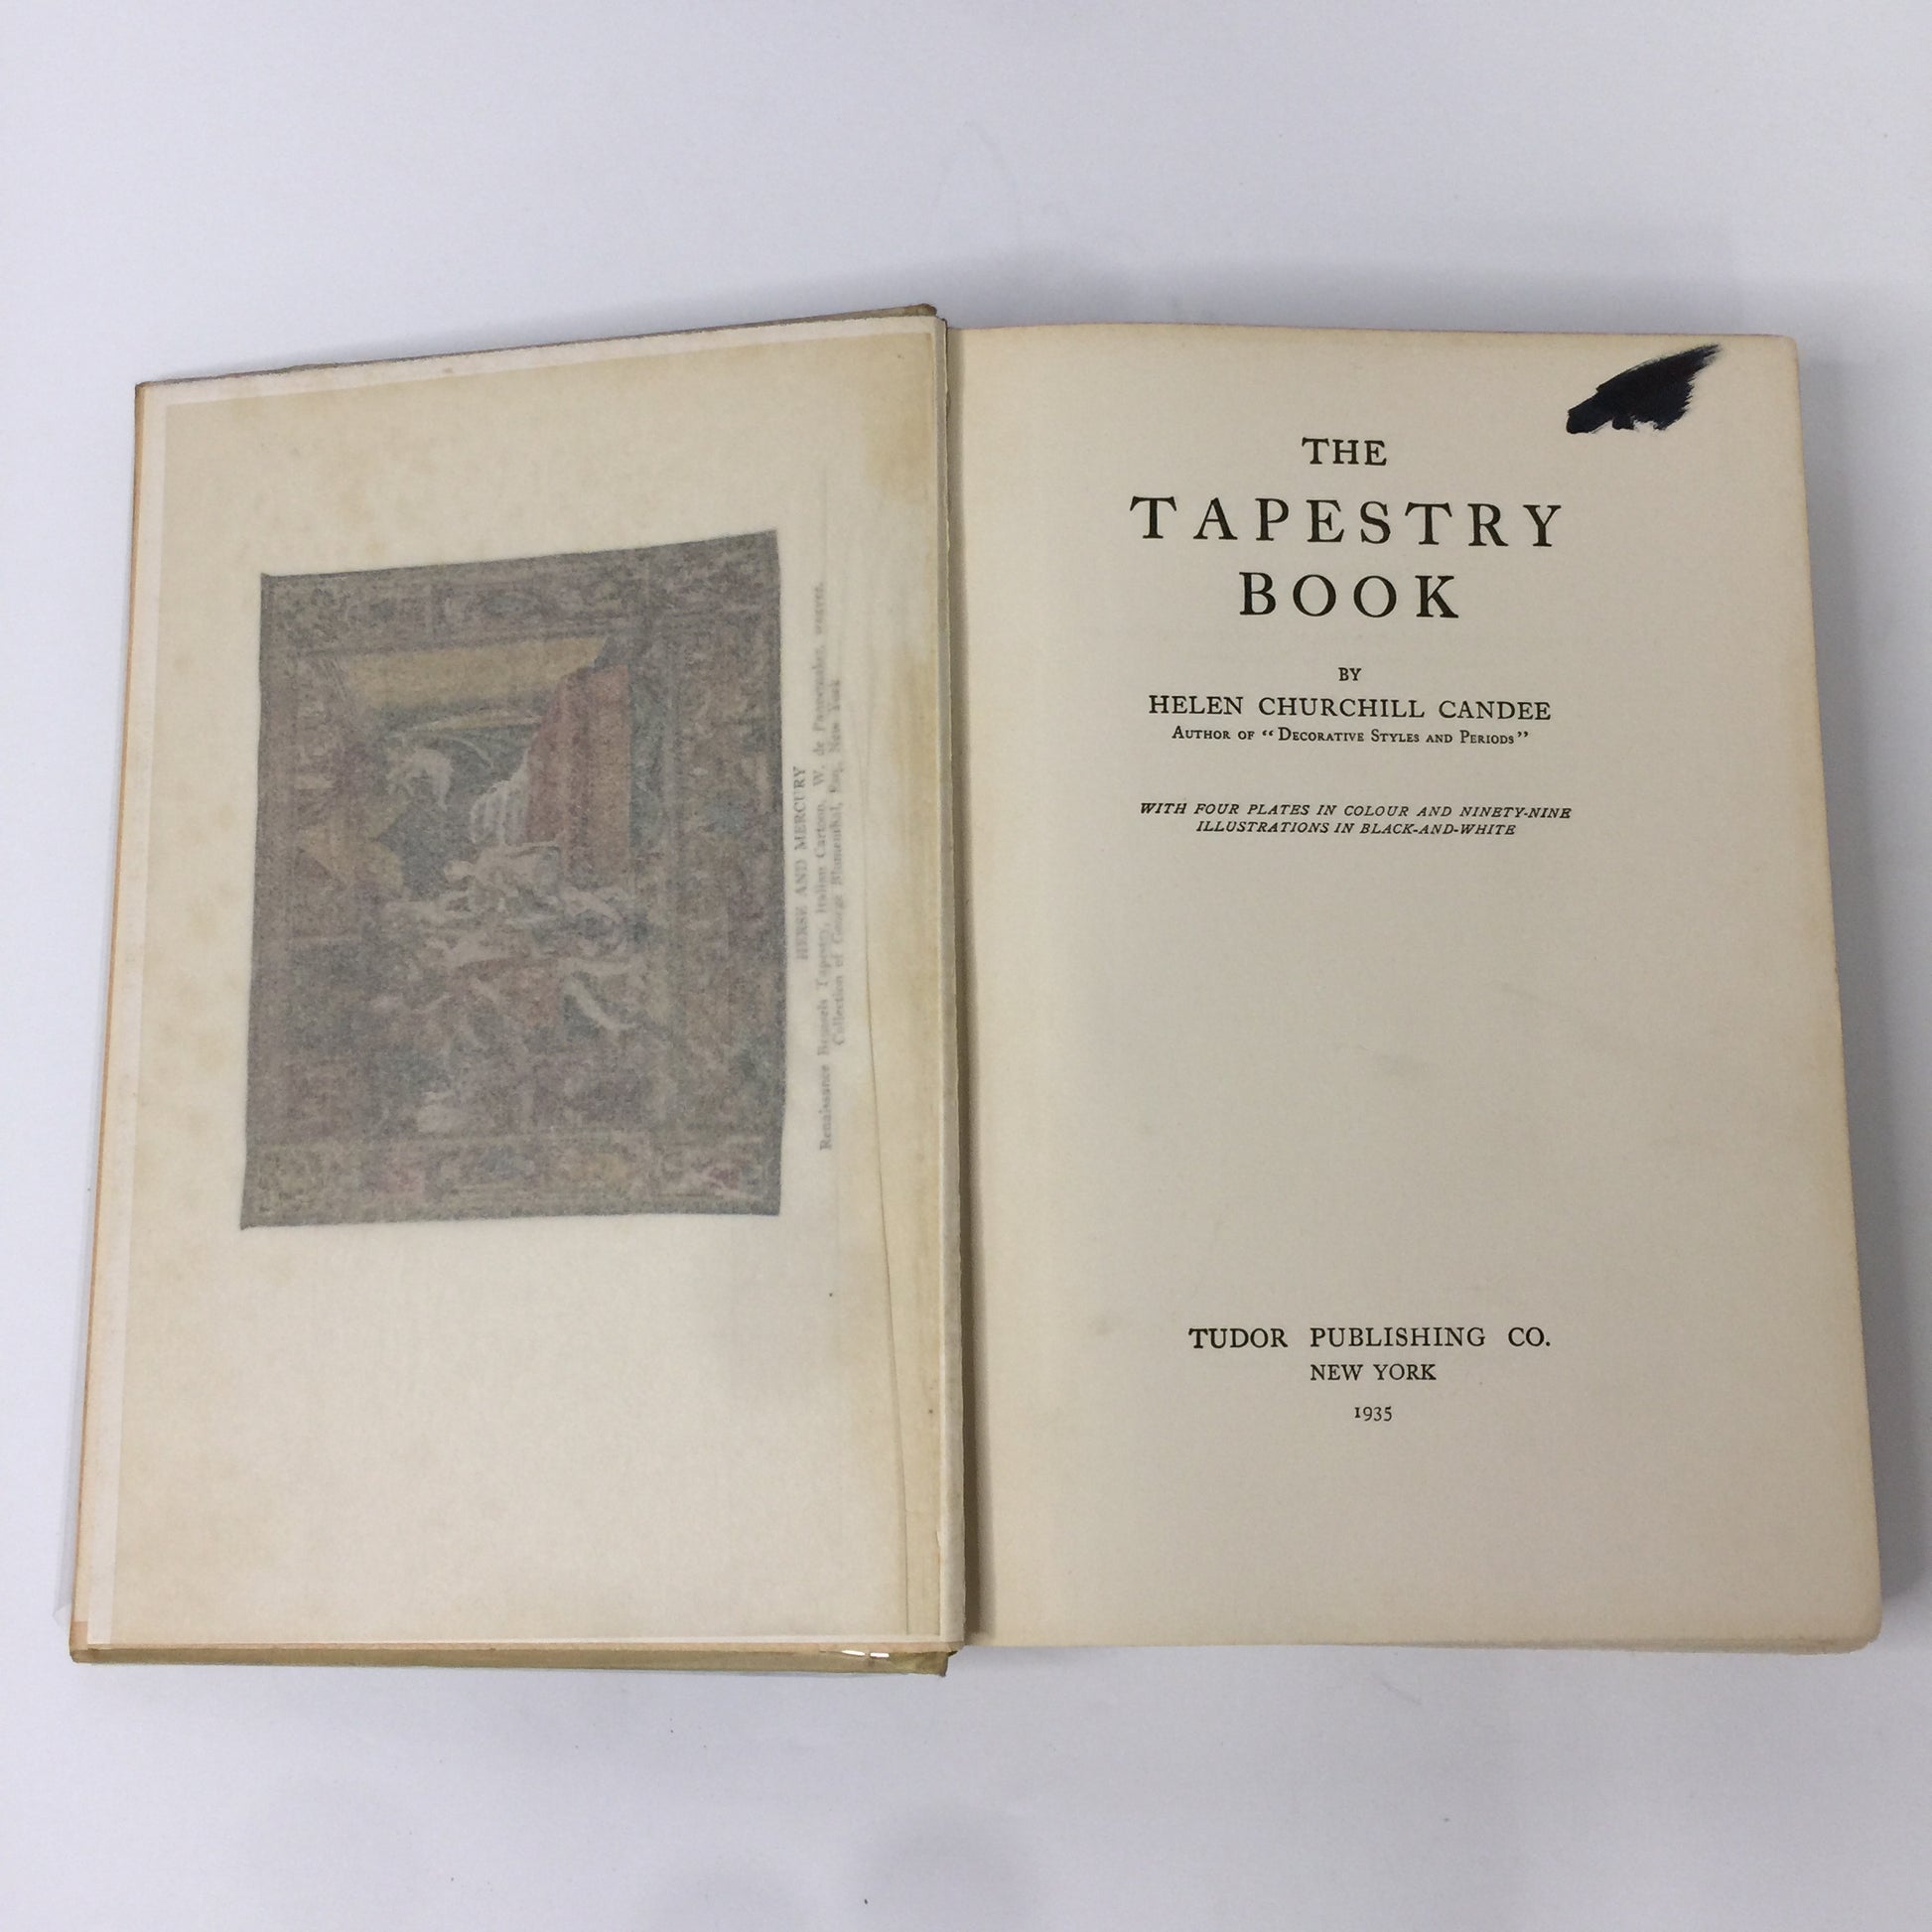 HERSE AND MERCURY
Renaissance Brussels Tapestry, Italian Cartoon. W. de Pannemaker, weaver.
Collection of George Blumenthal, Esq., New York
THE
TAPESTRY
BOOK
BY
HELEN CHURCHILL CANDEE
AUTHOR OF “DECORATIVE STYLES AND PERIODS”
WITH FOUR PLATES IN COLOUR AND NINETY-NINE
ILLUSTRATIONS IN BLACK-AND-WHITE
TUDOR PUBLISHING CO.
NEW YORK
1935